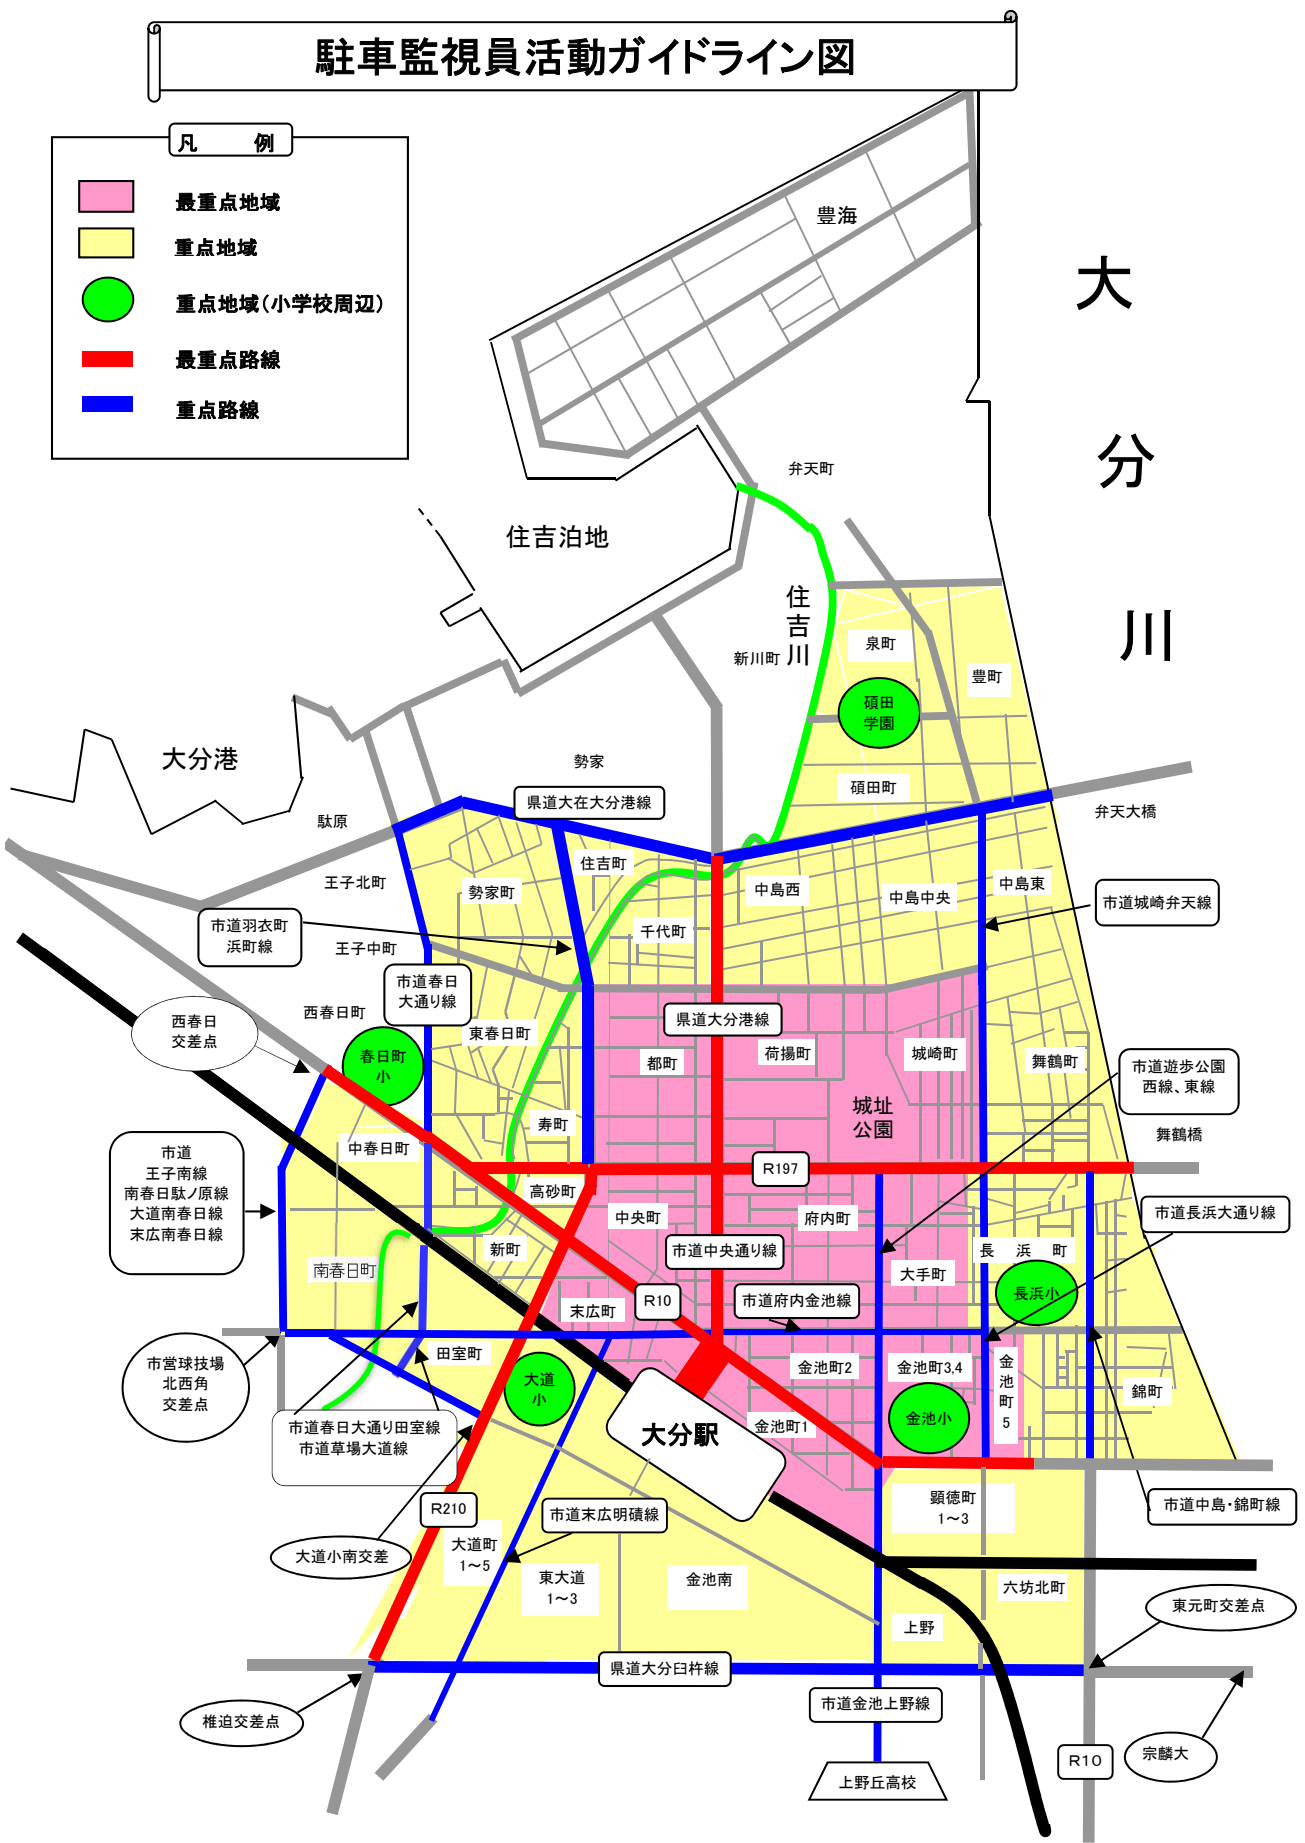 駐車監視員活動ガイドライン図
凡　例
最重点地域
重点地域
重点地域（小学校周辺）
最重点路線
重点路線
大
分
川
豊海
弁天町
住吉泊地
住
吉
川
新川町
泉町
豊町
碩田
学園
碩田町
大分港
勢家
県道大在大分港線
弁天大橋
駄原
王子北町
勢家町
住吉町
中島西
中島中央
中島東
市道城崎弁天線
市道羽衣町
浜町線
千代町
王子中町
市道春日
大通り線
西春日町
西春日
交差点
春日町
小
東春日町
県道大分港線
都町
荷揚町
城崎町
舞鶴町
市道遊歩公園
西線、東線
城址
公園
寿町
舞鶴橋
中春日町
市道
王子南線
南春日駄ノ原線
大道南春日線
末広南春日線
R197
高砂町
中央町
府内町
市道長浜大通り線
新町
市道中央通り線
長　浜　町
大手町
南春日町
長浜小
R10
市道府内金池線
末広町
市営球技場
北西角
交差点
田室町
大道
小
金池町2
金池町3,4
金
池
町
5
錦町
市道春日大通り田室線
市道草場大道線
大分駅
金池町1
金池小
R210
市道末広明磧線
顕徳町
1～3
市道中島・錦町線
大道小南交差
大道町
1～5
東大道
1～3
金池南
六坊北町
上野
東元町交差点
県道大分臼杵線
椎迫交差点
市道金池上野線
R10
宗麟大
上野丘高校